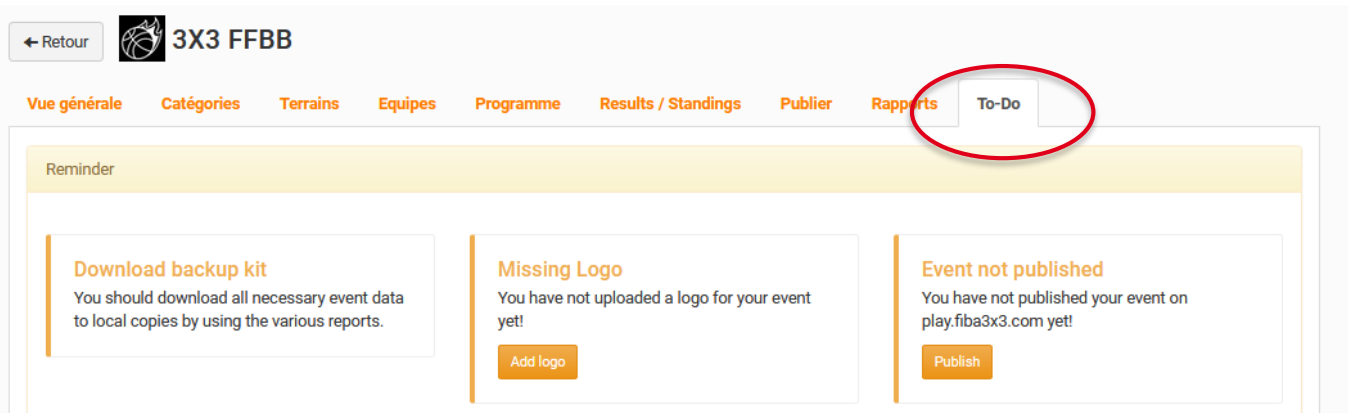 Retour
3X3 FFBB
Vue générale Catégories Terrains Equipes Programme Results / Standings Publier Rapports To-Do
Reminder
Download backup kit
You should download all necessary event data
to local copies by using the various reports.
Missing Logo
You have not uploaded a logo for your event
yet!
Add logo
Event not published
You have not published your event on
play.fiba3x3.com yet!
Publish